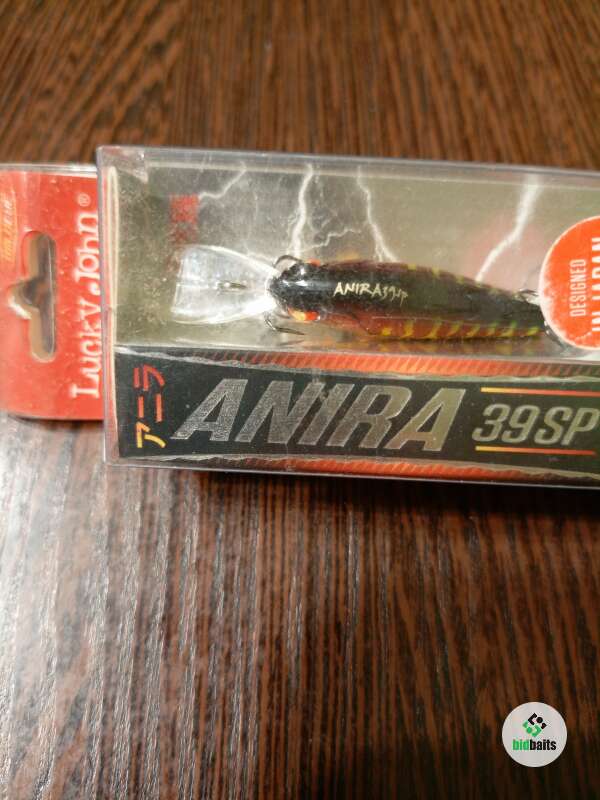 Lucky John®
ANIRA39sp
DESIGNED
IN JAPAN
アニラ
ANIRA
39SP
bidbaits